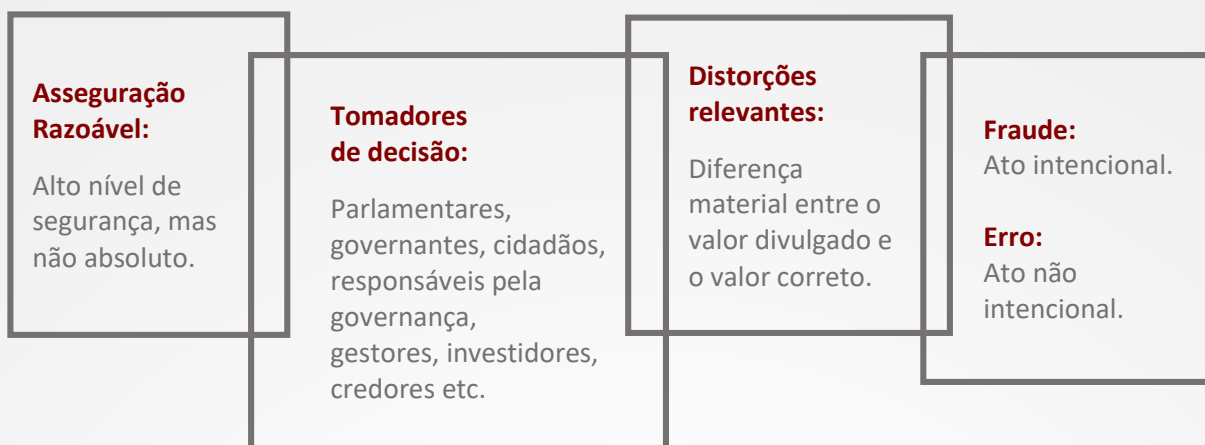 Asseguração
Razoável:
Alto nível de
segurança, mas
não absoluto.
Tomadores
de decisão:
Parlamentares,
governantes, cidadãos,
responsáveis pela
governança,
gestores, investidores,
credores etc.
Distorções
relevantes:
Diferença
material entre o
valor divulgado e
o valor correto.
Fraude:
Ato intencional.
Erro:
Ato não
intencional.